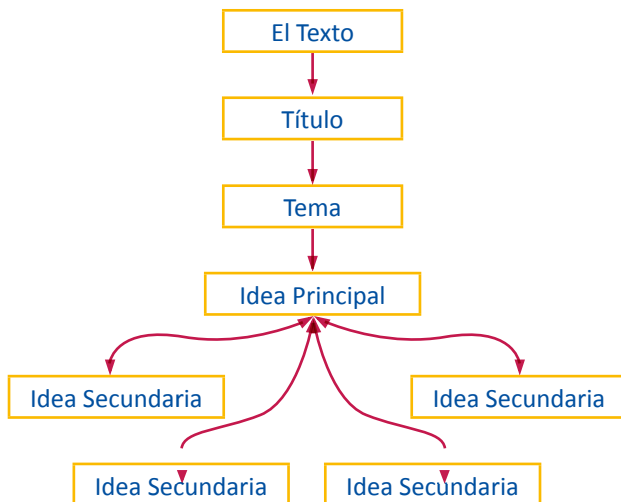 El Texto
Título
Tema
Idea Principal
Idea Secundaria
Idea Secundaria
Idea Secundaria
Idea Secundaria